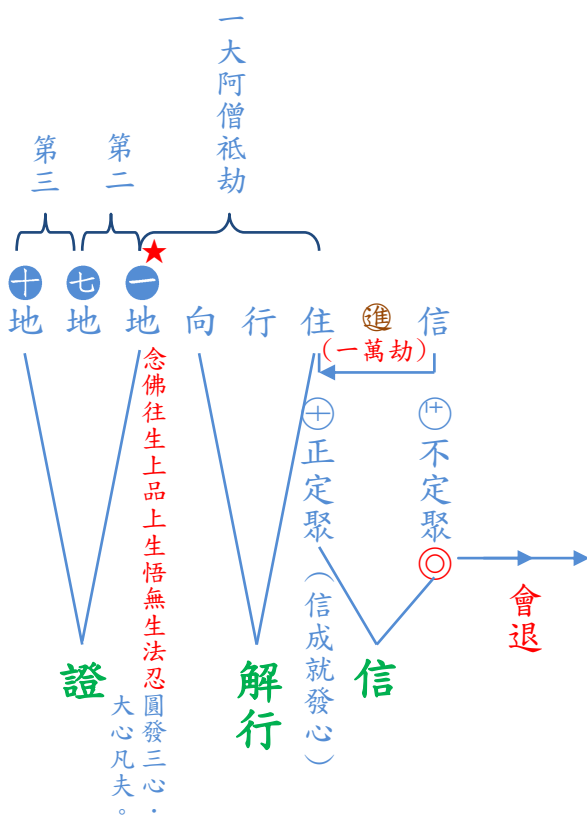 一大阿僧祇劫
第二
第三
信
進
住
行
向
一地
七地
十地
(一萬劫)
不定聚
正定聚
(信成就發心)
會退
念佛往生上品上生悟無生法忍
圓發三心．
大心凡夫。
信
解行
證